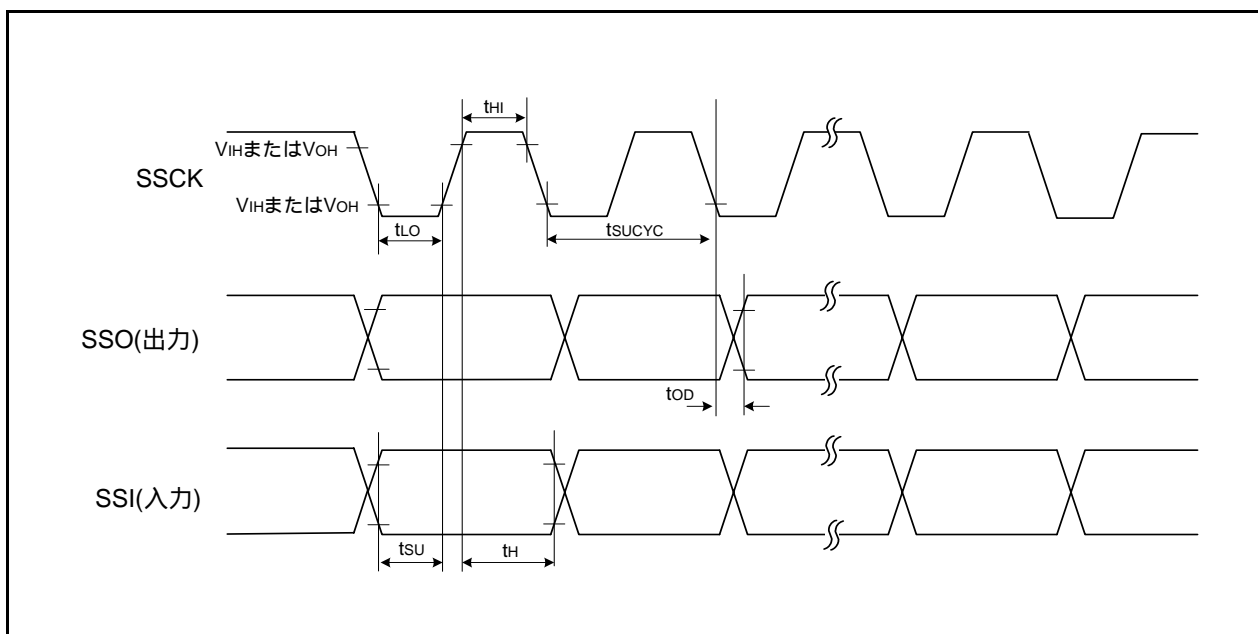 tHI
VIHまたはVOH
SSCK
VIHまたはVOH
tLO
tSUCYC
SSO(出力)
tOD
SSI(入力)
tSU
tH